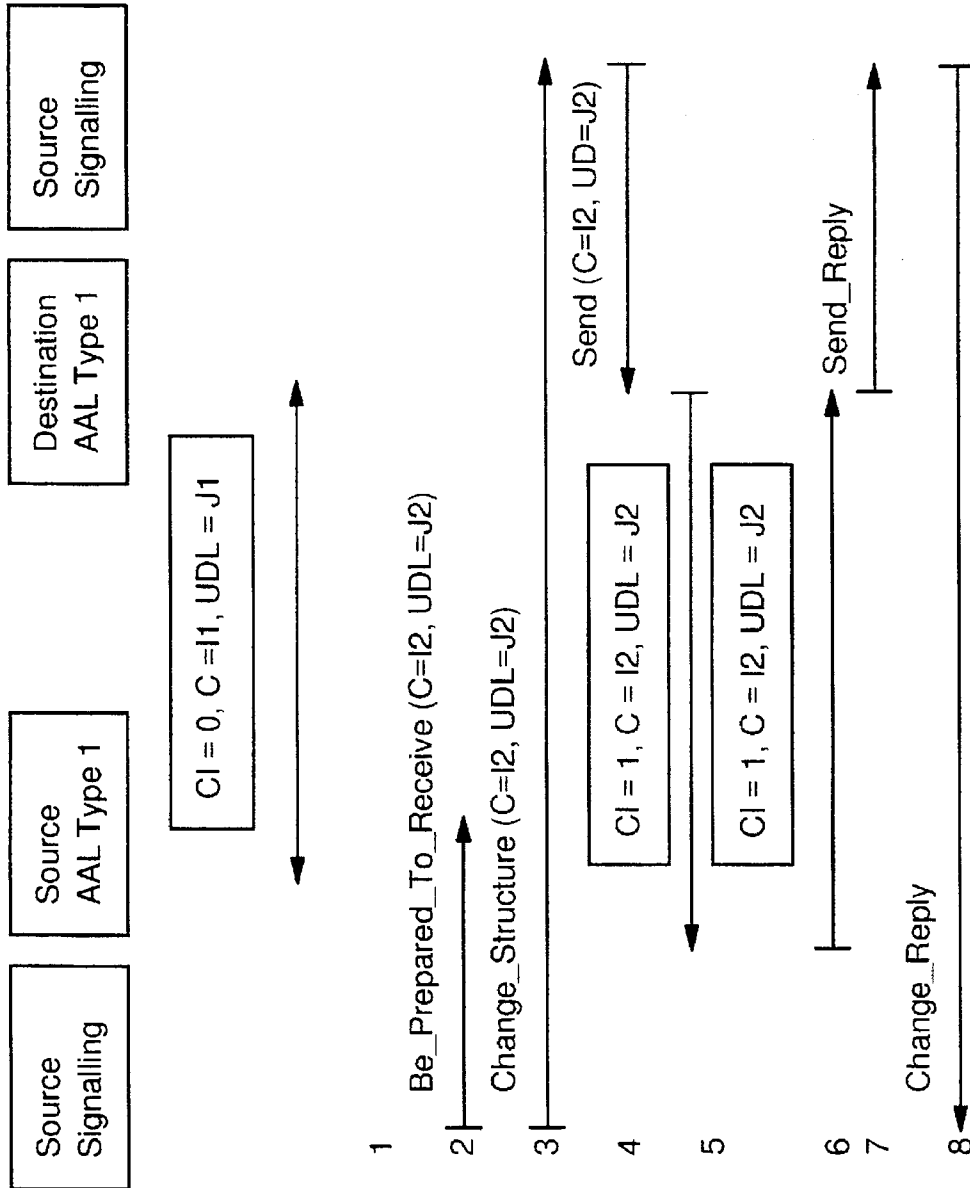 Source
Signalling
Source
AAL Type 1
Destination
AAL Type 1
Source
Signalling
1
CI = 0, C =I1, UDL = J1
2
Be_Prepared_To_Receive (C=I2, UDL=J2)
3
Change_Structure (C=I2, UDL=J2)
4
Send (C=I2, UD=J2)
5
CI = 1, C = I2, UDL = J2
6
CI = 1, C = I2, UDL = J2
7
Send_Reply
8
Change_Reply